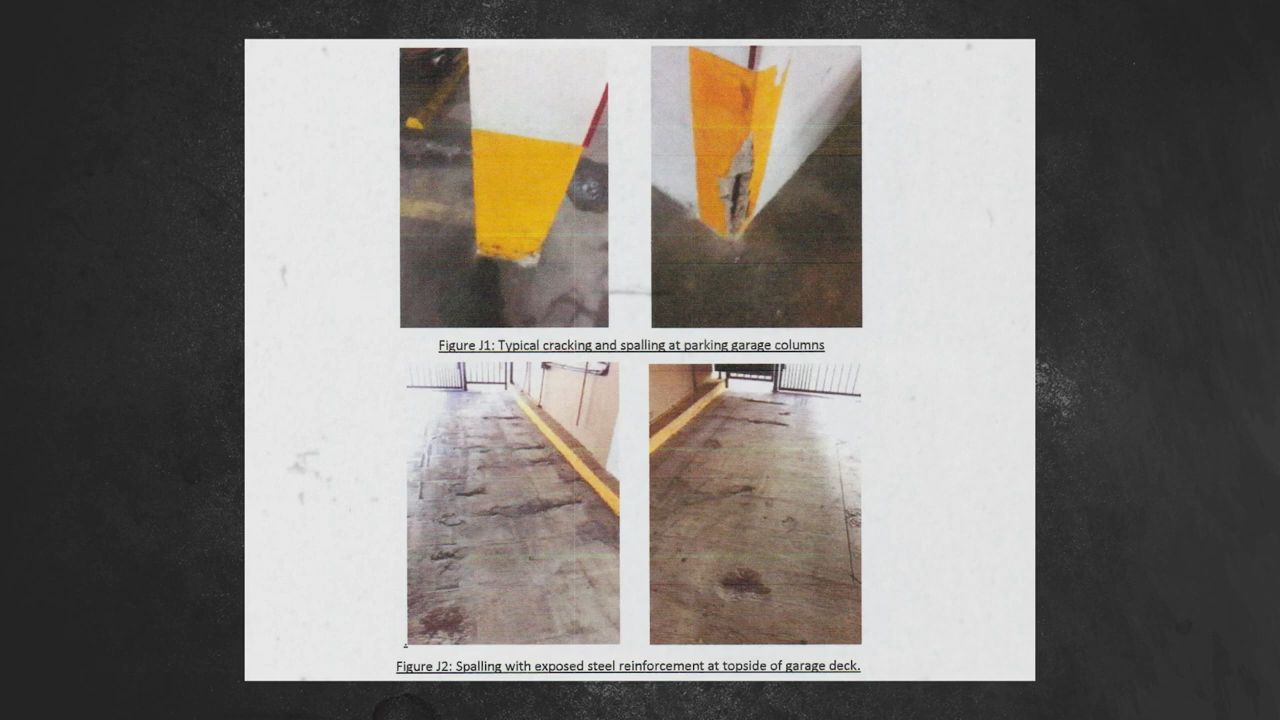 Figure J1: Typical cracking and spalling at parking garage columns
Figure J2: Spalling with exposed steel reinforcement at topside of garage deck.